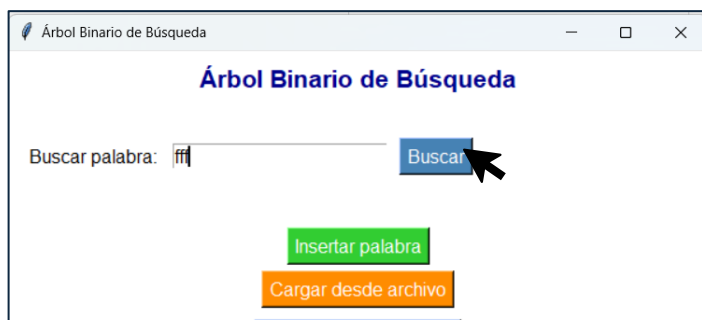 Árbol Binario de Búsqueda
Árbol Binario de Búsqueda
Buscar palabra: fff Buscar
Insertar palabra
Cargar desde archivo